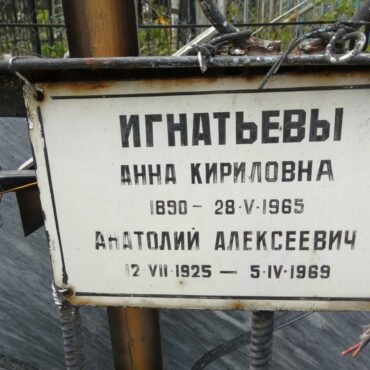 ИГНАТЬЕВЫ
АННА КИРИЛОВНА
1890 – 28·V·1965
АНАТОЛИЙ АЛЕКСЕЕВИЧ
12·VII·1925 – 5·IV·1969